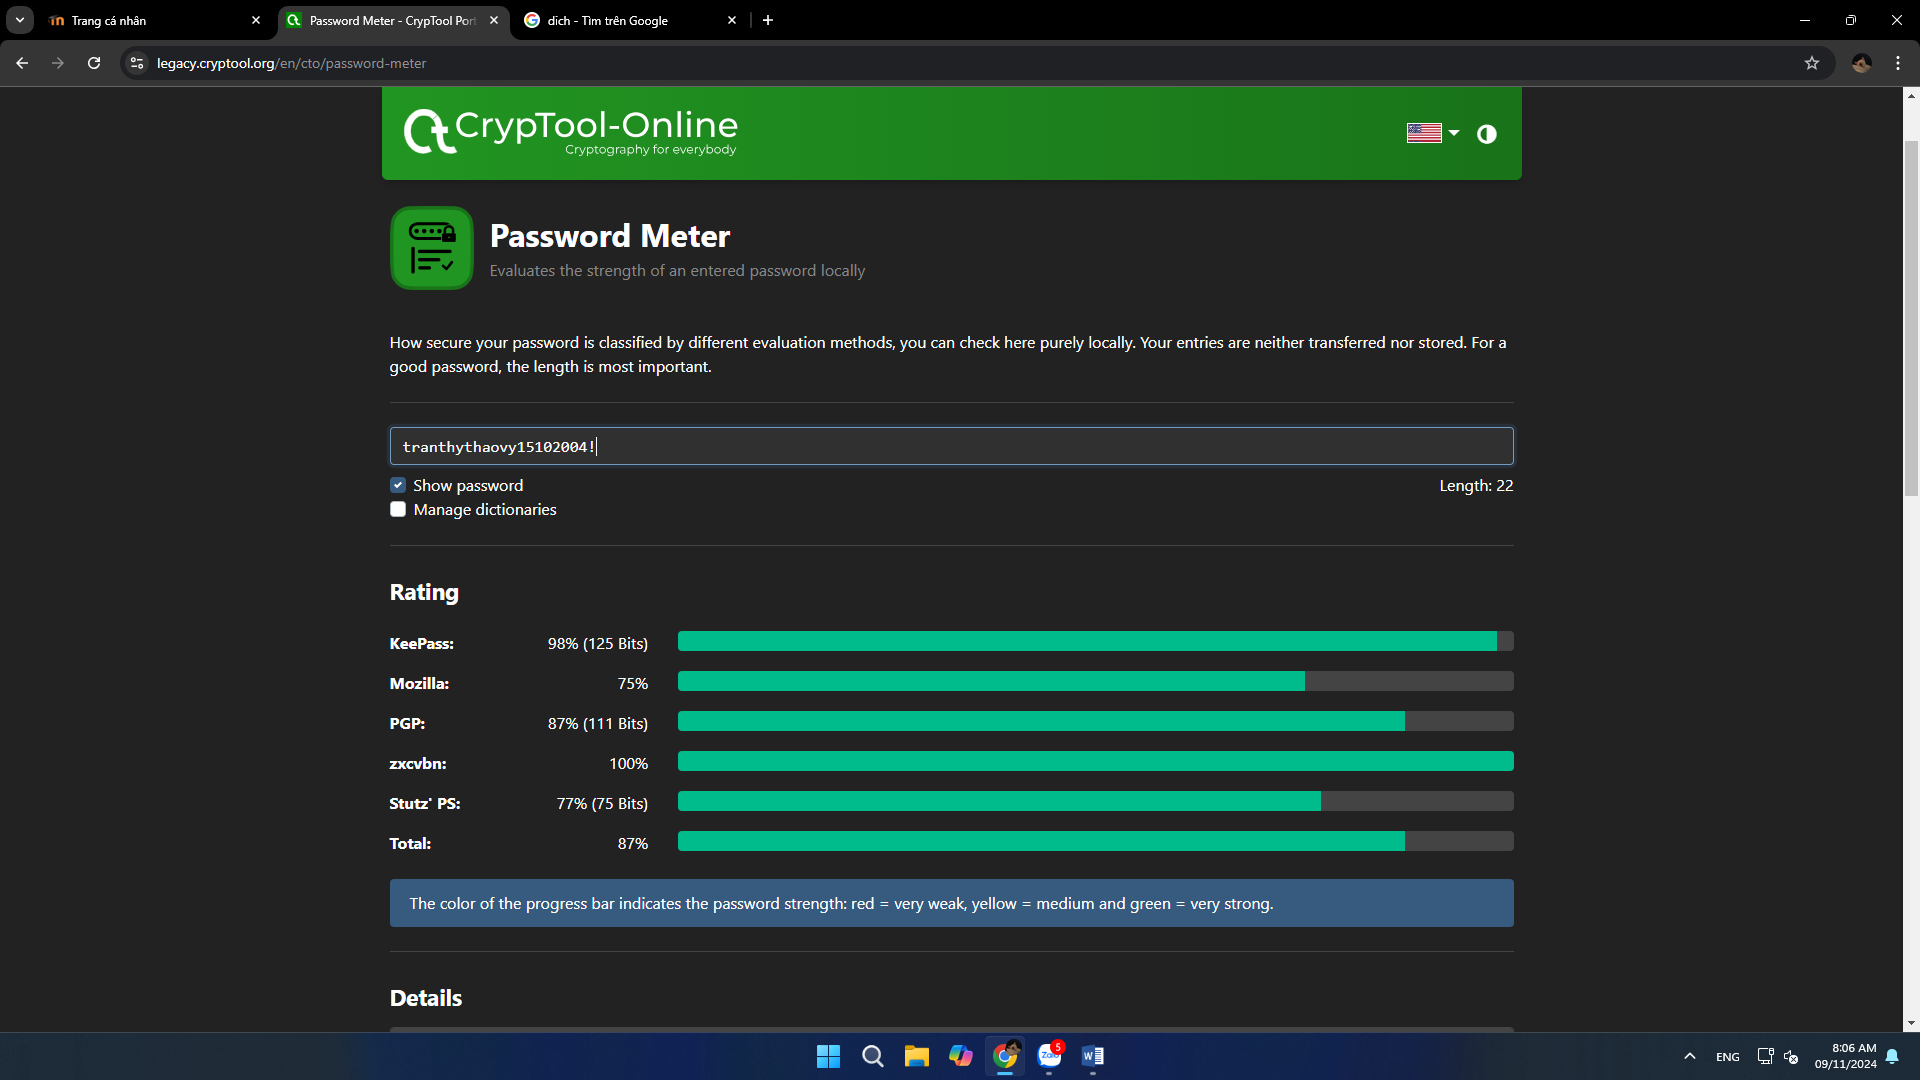 Trang cá nhân
Password Meter - CrypTool Port
dich - Tìm trên Google
legacy.cryptool.org/en/cto/password-meter
CrypTool-Online
Cryptography for everybody
Password Meter
Evaluates the strength of an entered password locally
How secure your password is classified by different evaluation methods, you can check here purely locally. Your entries are neither transferred nor stored. For a
good password, the length is most important.
tranthythaovy15102004!
Show password
Length: 22
Manage dictionaries
Rating
KeePass: 98% (125 Bits)
Mozilla: 75%
PGP: 87% (111 Bits)
zxcvbn: 100%
Stutz' PS: 77% (75 Bits)
Total: 87%
The color of the progress bar indicates the password strength: red = very weak, yellow = medium and green = very strong.
Details
Zalo
5
ENG
8:06 AM
09/11/2024